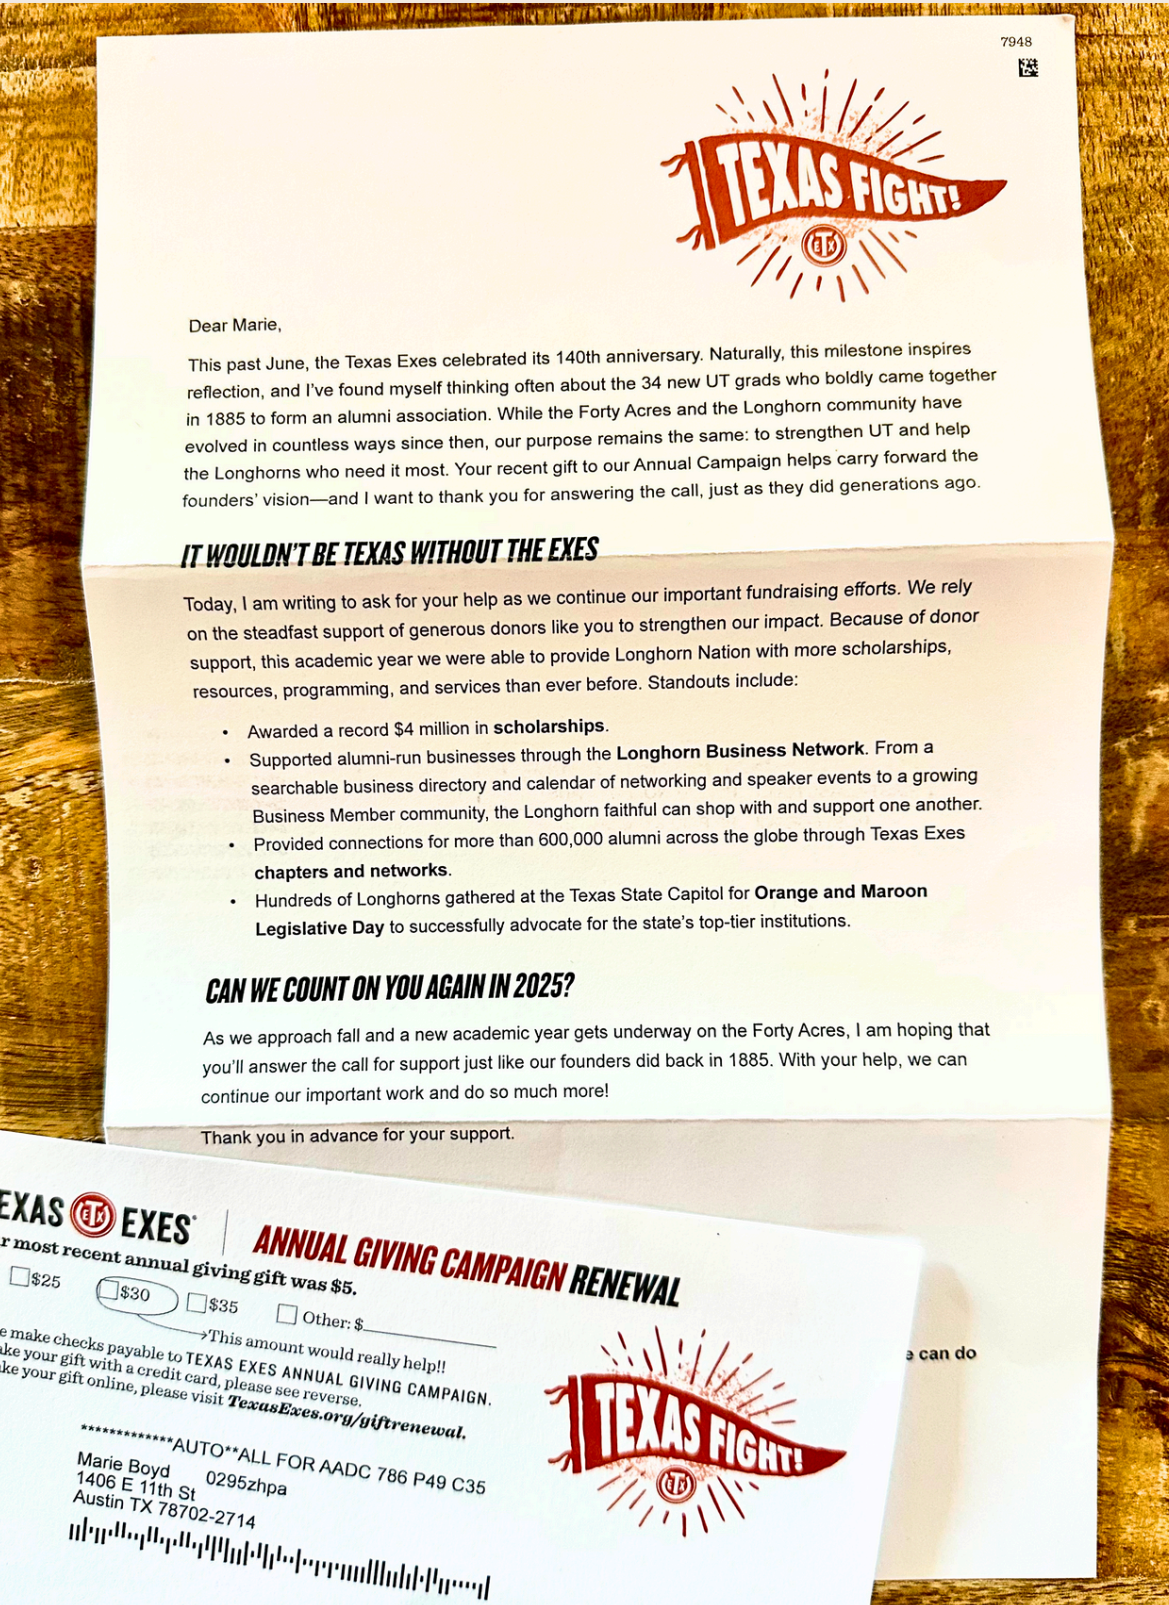 7948
TEXAS FIGHT!
ETX
Dear Marie,
This past June, the Texas Exes celebrated its 140th anniversary. Naturally, this milestone inspires
reflection, and I've found myself thinking often about the 34 new UT grads who boldly came together
in 1885 to form an alumni association. While the Forty Acres and the Longhorn community have
evolved in countless ways since then, our purpose remains the same: to strengthen UT and help
the Longhorns who need it most. Your recent gift to our Annual Campaign helps carry forward the
founders' vision—and I want to thank you for answering the call, just as they did generations ago.
IT WOULDN'T BE TEXAS WITHOUT THE EXES
Today, I am writing to ask for your help as we continue our important fundraising efforts. We rely
on the steadfast support of generous donors like you to strengthen our impact. Because of donor
support, this academic year we were able to provide Longhorn Nation with more scholarships,
resources, programming, and services than ever before. Standouts include:
• Awarded a record $4 million in scholarships.
• Supported alumni-run businesses through the Longhorn Business Network. From a
searchable business directory and calendar of networking and speaker events to a growing
Business Member community, the Longhorn faithful can shop with and support one another.
• Provided connections for more than 600,000 alumni across the globe through Texas Exes
chapters and networks.
• Hundreds of Longhorns gathered at the Texas State Capitol for Orange and Maroon
Legislative Day to successfully advocate for the state's top-tier institutions.
CAN WE COUNT ON YOU AGAIN IN 2025?
As we approach fall and a new academic year gets underway on the Forty Acres, I am hoping that
you'll answer the call for support just like our founders did back in 1885. With your help, we can
continue our important work and do so much more!
Thank you in advance for your support.
e can do
EXAS ETX EXES
ANNUAL GIVING CAMPAIGN RENEWAL
r most recent annual giving gift was $5.
$25 $30 $35 Other: $
This amount would really help!!
e make checks payable to TEXAS EXES ANNUAL GIVING CAMPAIGN.
ake your gift with a credit card, please see reverse.
ke your gift online, please visit TexasExes.org/giftrenewal.
*************AUTO**ALL FOR AADC 786 P49 C35
Marie Boyd 0295zhpa
1406 E 11th St
Austin TX 78702-2714
TEXAS FIGHT!
ETX